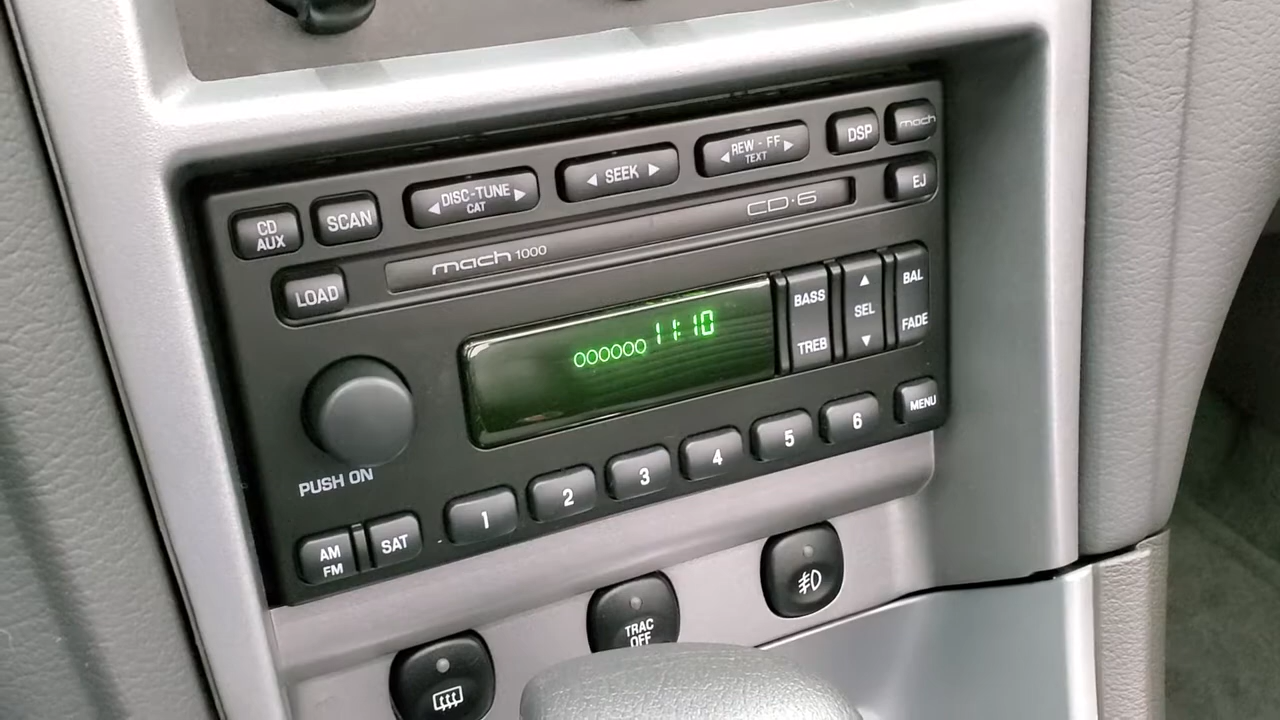 CD AUX
SCAN
DISC-TUNE
CAT
SEEK
REW - FF
TEXT
DSP
mach
LOAD
mach 1000
CD·6
EJ
OOOOOO 11:10
BASS
TREB
SEL
BAL
FADE
PUSH ON
1 2 3 4 5 6
MENU
AM
FM
SAT
TRAC
OFF